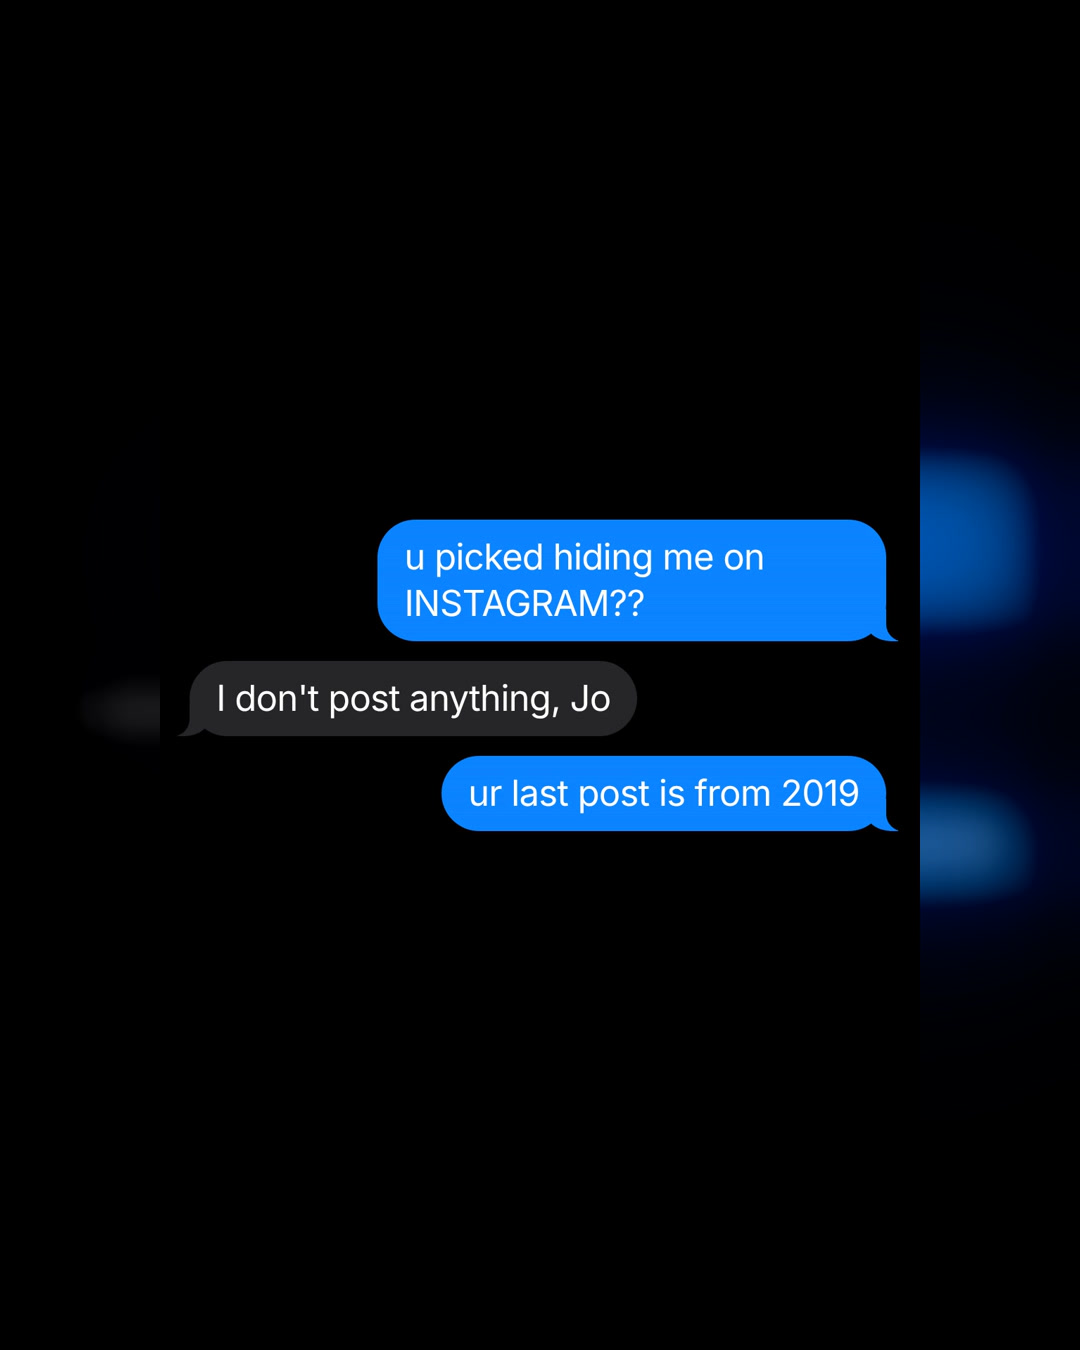 u picked hiding me on
INSTAGRAM??
I don't post anything, Jo
ur last post is from 2019